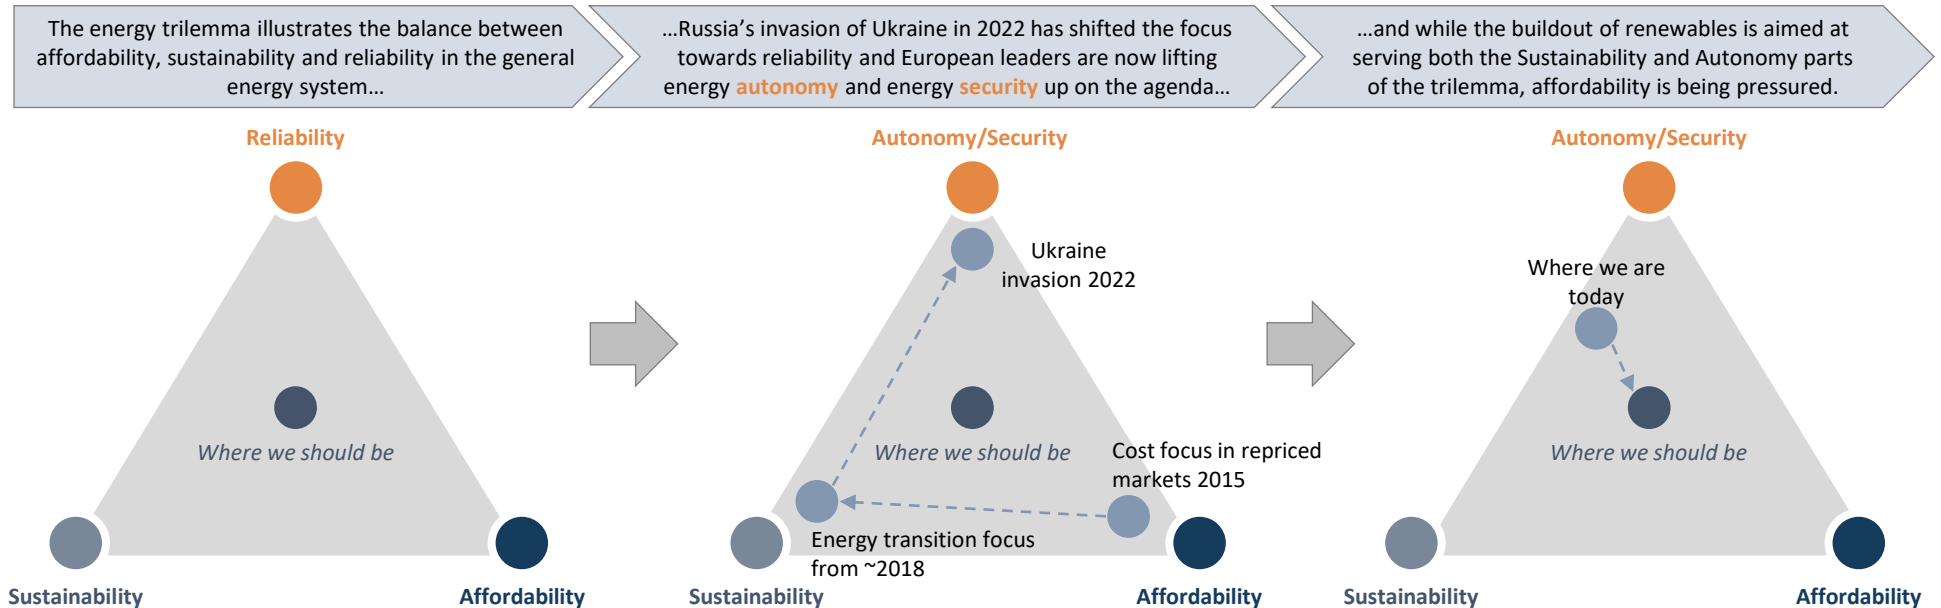 The energy trilemma illustrates the balance between
affordability, sustainability and reliability in the general
energy system…
…Russia’s invasion of Ukraine in 2022 has shifted the focus
towards reliability and European leaders are now lifting
energy autonomy and energy security up on the agenda…
…and while the buildout of renewables is aimed at
serving both the Sustainability and Autonomy parts
of the trilemma, affordability is being pressured.
Reliability
Where we should be
Sustainability
Affordability
Autonomy/Security
Ukraine
invasion 2022
Where we should be
Cost focus in repriced
markets 2015
Energy transition focus
from ~2018
Sustainability
Affordability
Autonomy/Security
Where we are
today
Where we should be
Sustainability
Affordability